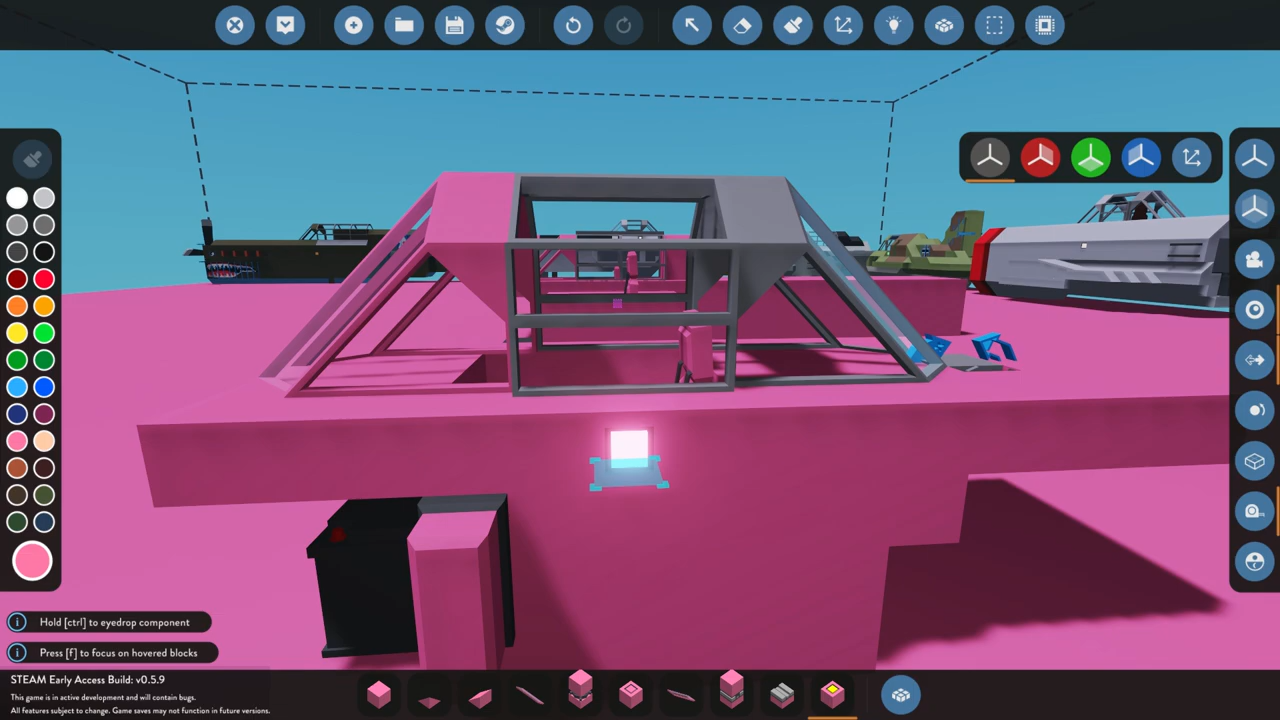 Hold [ctrl] to eyedrop component
Press [f] to focus on hovered blocks
STEAM Early Access Build: v0.5.9
This game is in active development and will contain bugs.
All features subject to change. Game saves may not function in future versions.